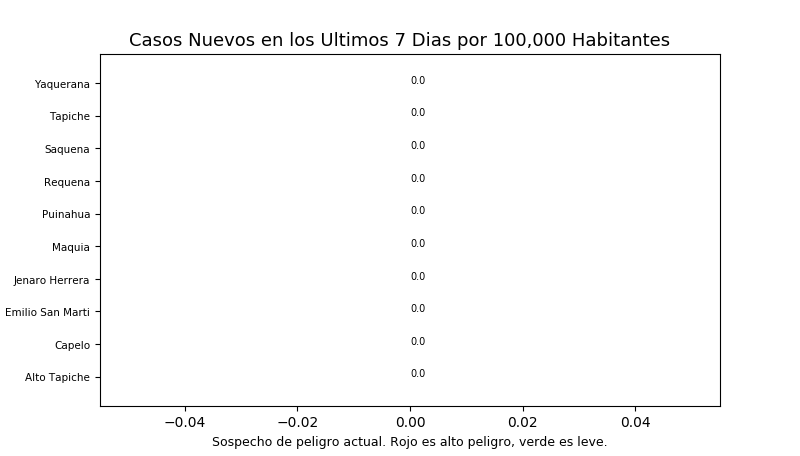 Casos Nuevos en los Ultimos 7 Dias por 100,000 Habitantes
Yaquerana 0.0
Tapiche 0.0
Saquena 0.0
Requena 0.0
Puinahua 0.0
Maquia 0.0
Jenaro Herrera 0.0
Emilio San Marti 0.0
Capelo 0.0
Alto Tapiche 0.0
−0.04 −0.02 0.00 0.02 0.04
Sospecho de peligro actual. Rojo es alto peligro, verde es leve.